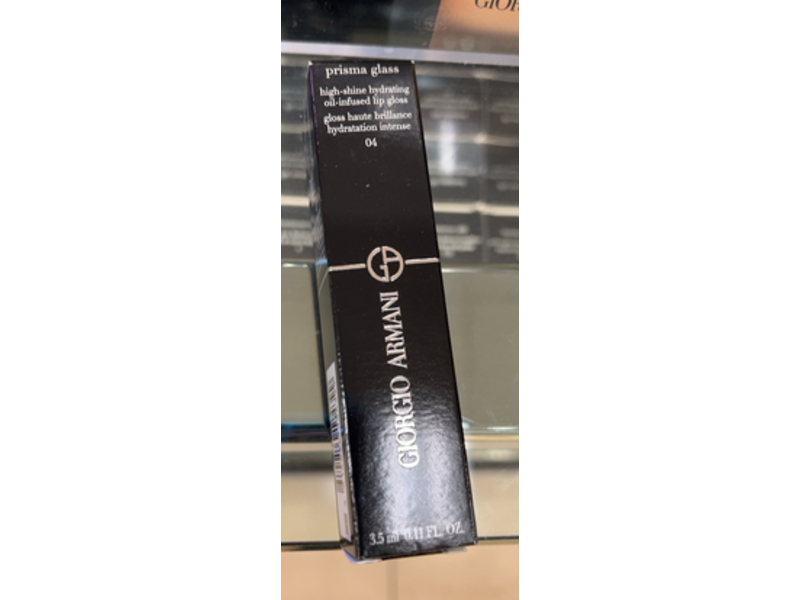 prisma glass
high-shine hydrating
oil-infused lip gloss
gloss haute brillance
hydratation intense
04
GA
GIORGIO ARMANI
3.5 ml 0.11 FL. OZ.